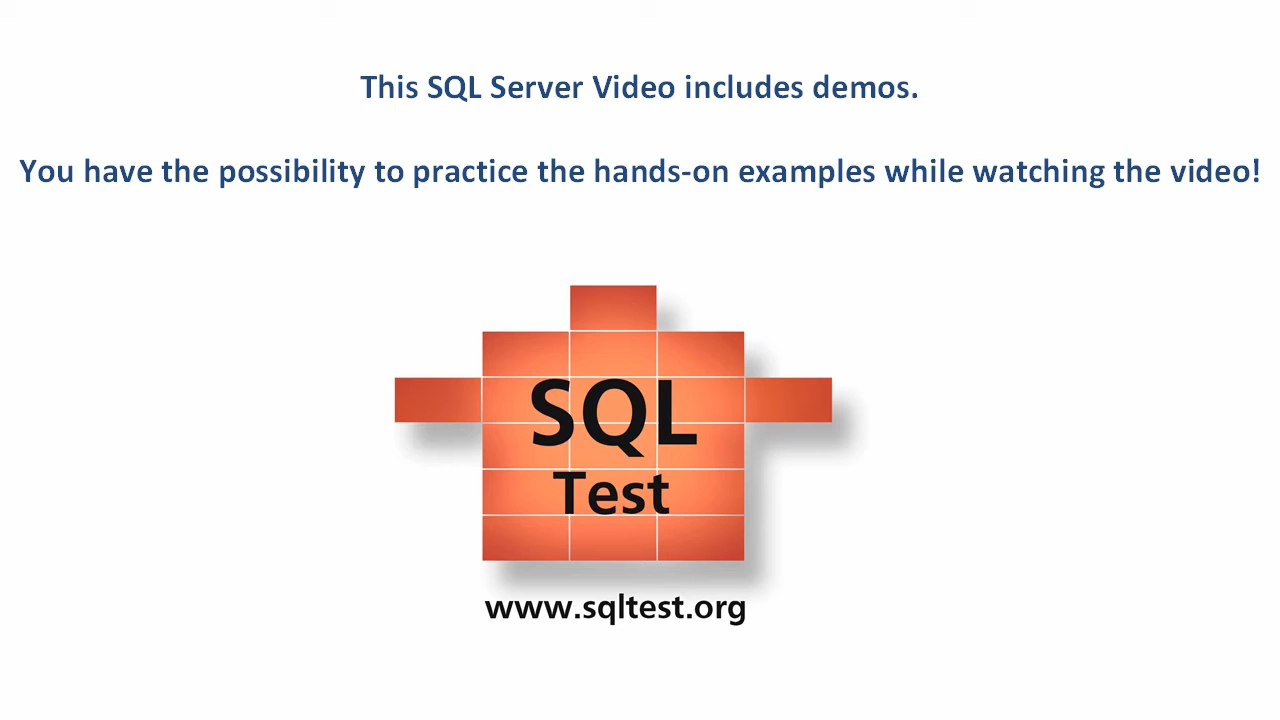 This SQL Server Video includes demos.
You have the possibility to practice the hands-on examples while watching the video!
SQL
Test
www.sqltest.org